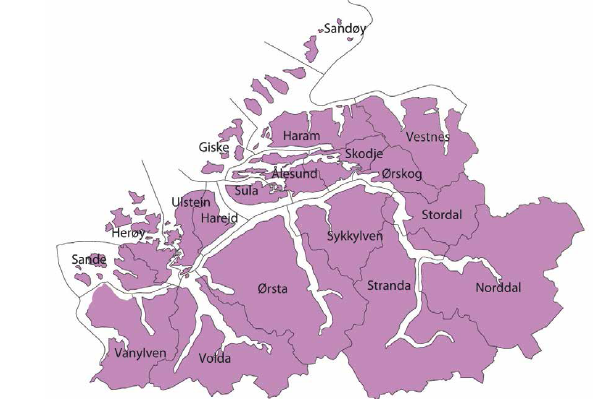 Sandøy
Haram
Vestnes
Giske
Skodje
Ålesund
Ørskog
Sula
Ulstein
Hareid
Stordal
Herøy
Sykkylven
Sande
Ørsta
Stranda
Norddal
Vanylven
Volda